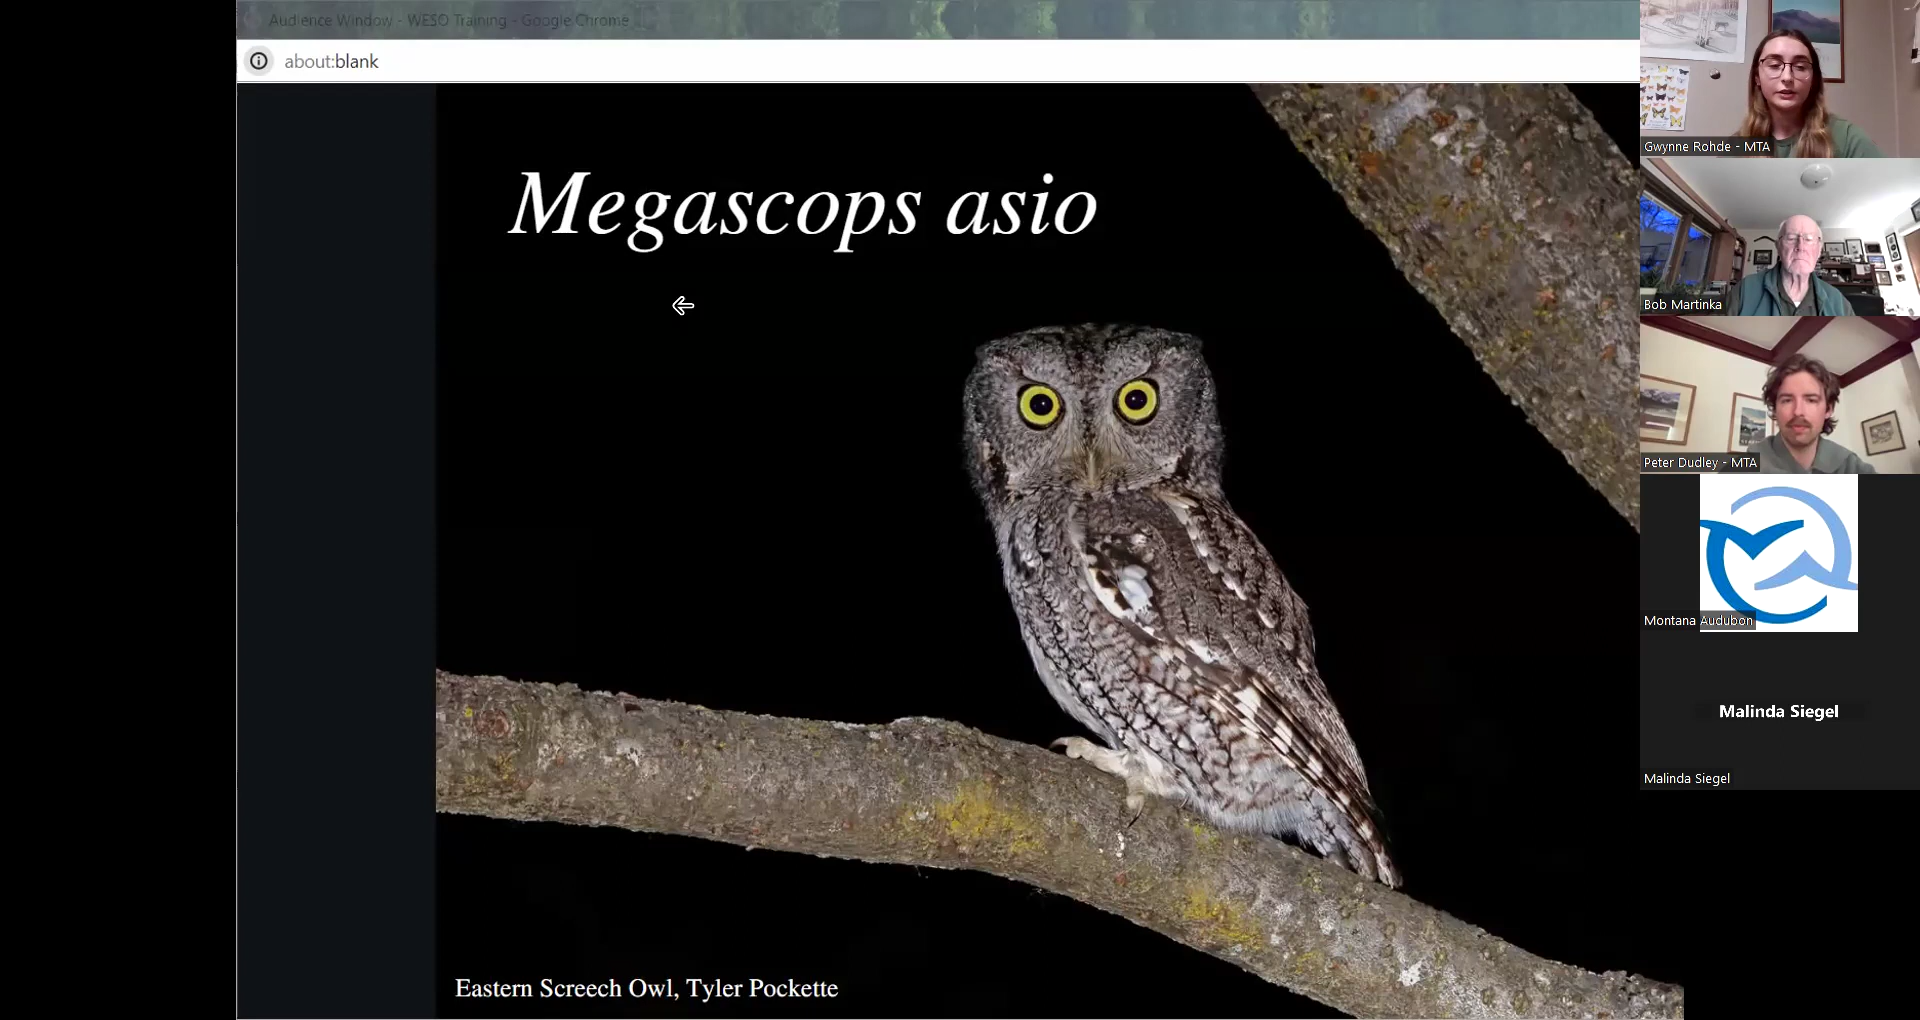 Audience Window - WESO Training - Google Chrome
about:blank
Megascops asio
Eastern Screech Owl, Tyler Pockette
Gwynne Rohde - MTA
Bob Martinka
Peter Dudley - MTA
Montana Audubon
Malinda Siegel
Malinda Siegel